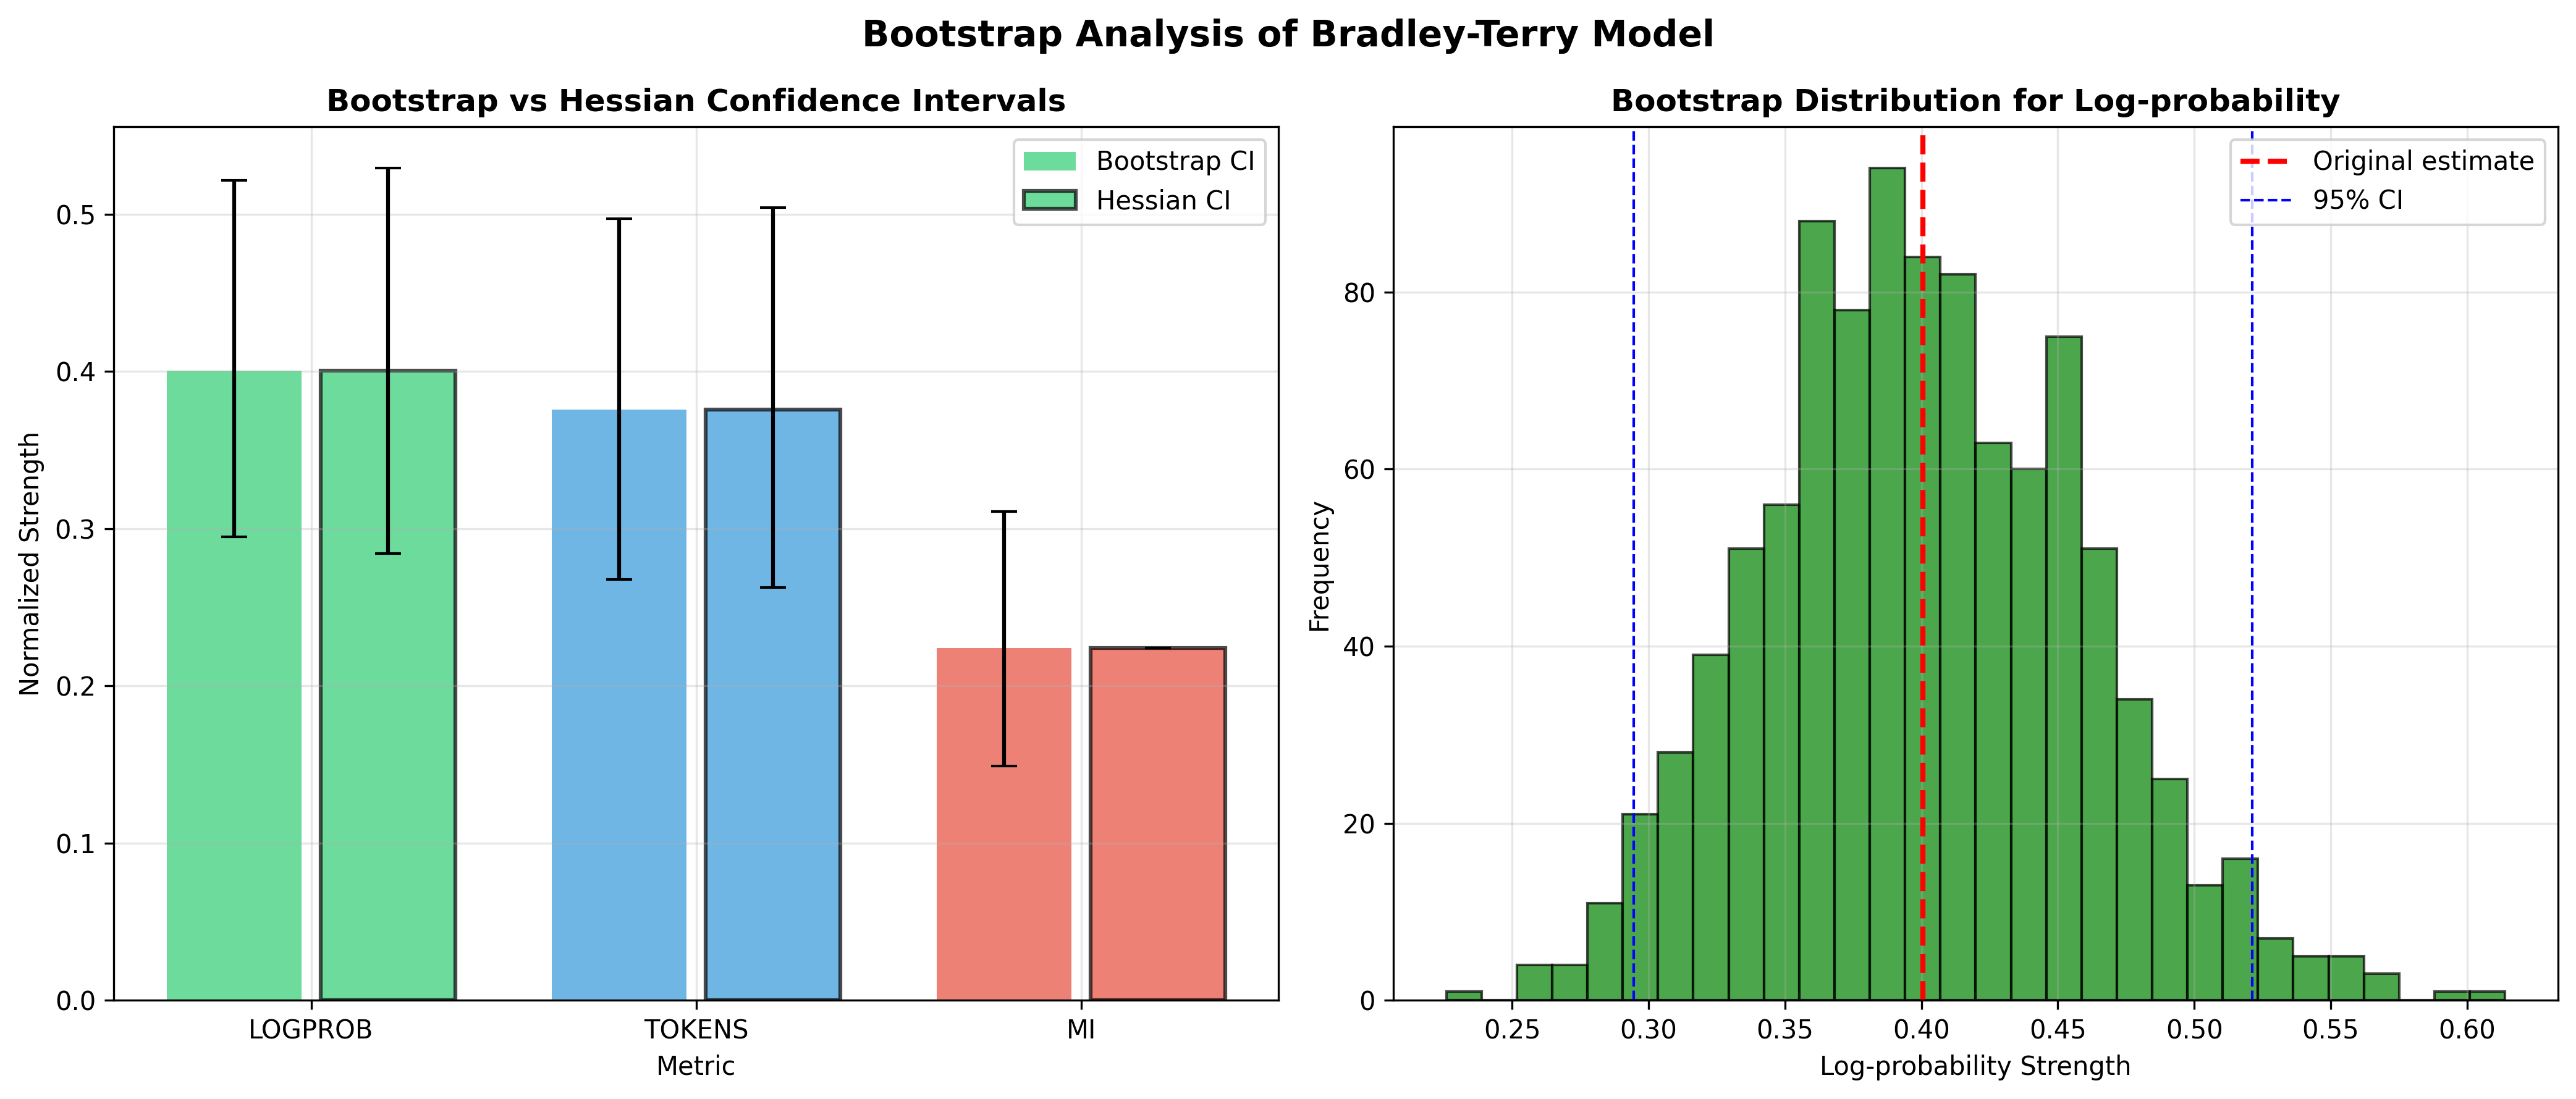 Bootstrap Analysis of Bradley-Terry Model
Bootstrap vs Hessian Confidence Intervals
Bootstrap CI
Hessian CI
Normalized Strength
0.5
0.4
0.3
0.2
0.1
0.0
LOGPROB TOKENS MI
Metric
Bootstrap Distribution for Log-probability
Original estimate
95% CI
Frequency
80
60
40
20
0
0.25 0.30 0.35 0.40 0.45 0.50 0.55 0.60
Log-probability Strength